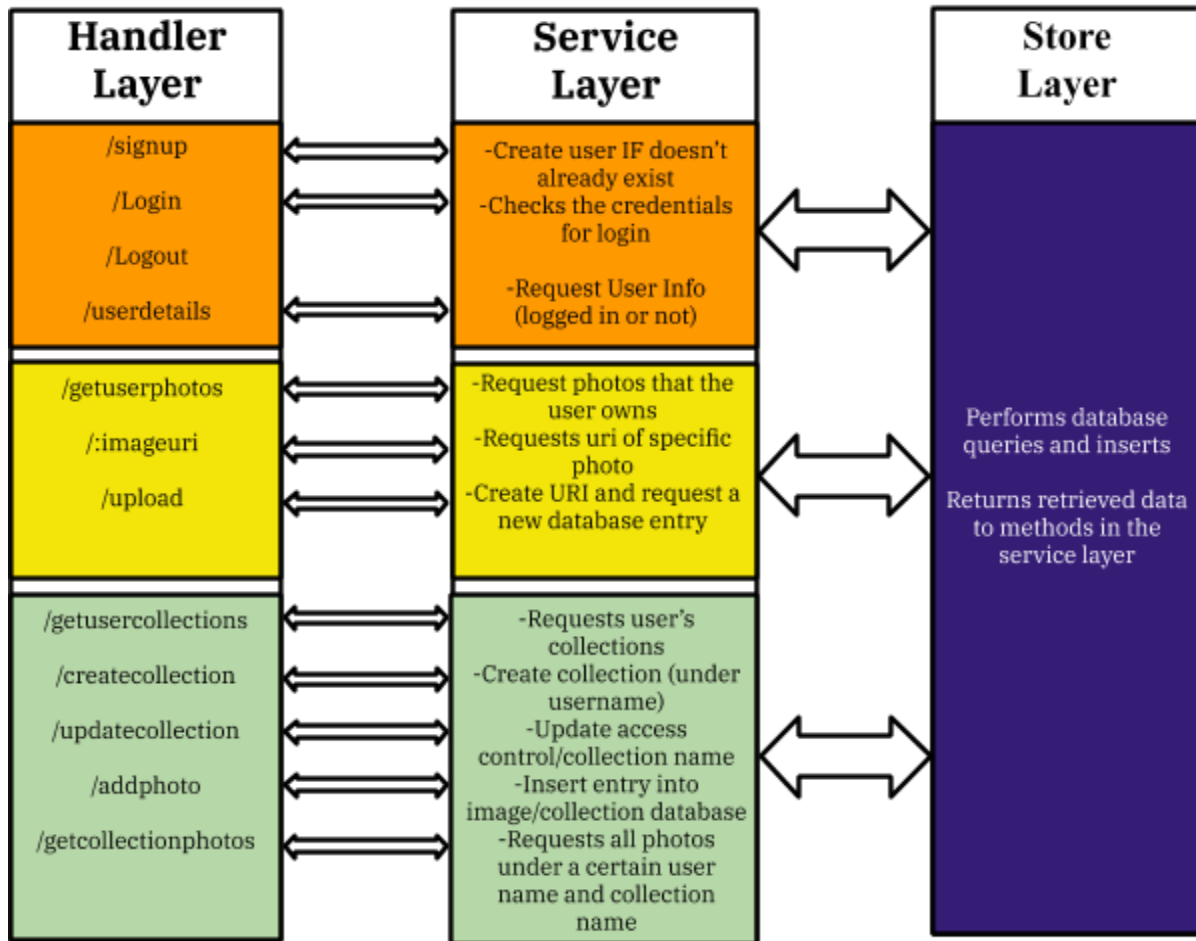 Handler
Layer
/signup
/Login
/Logout
/userdetails
/getuserphotos
/:imageuri
/upload
/getusercollections
/createcollection
/updatecollection
/addphoto
/getcollectionphotos
Service
Layer
-Create user IF doesn't
already exist
-Checks the credentials
for login
-Request User Info
(logged in or not)
-Request photos that the
user owns
-Requests uri of specific
photo
-Create URI and request a
new database entry
-Requests user's
collections
-Create collection (under
username)
-Update access
control/collection name
-Insert entry into
image/collection database
-Requests all photos
under a certain user
name and collection
name
Store
Layer
Performs database
queries and inserts
Returns retrieved data
to methods in the
service layer